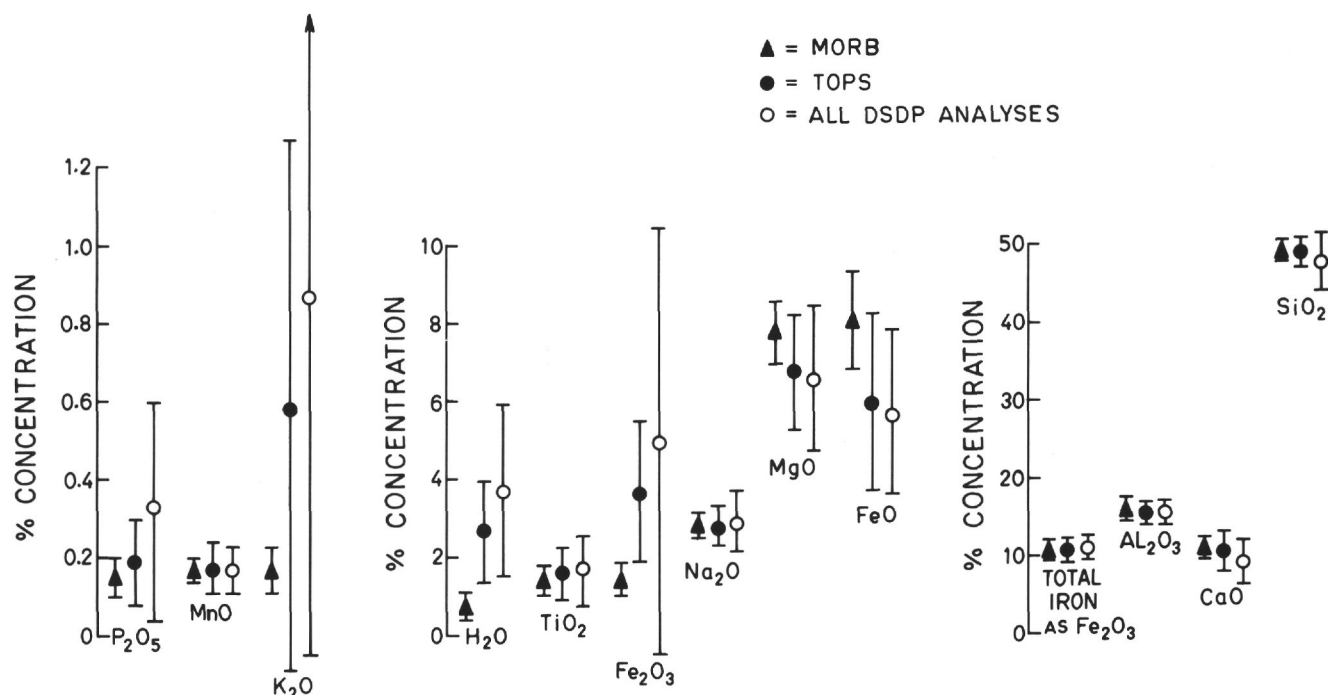 ▲ = MORB
● = TOPS
○ = ALL DSDP ANALYSES
% CONCENTRATION
1.2
1.0
0.8
0.6
0.4
0.2
0
P₂O₅
MnO
K₂O
% CONCENTRATION
10
8
6
4
2
0
H₂O
TiO₂
Fe₂O₃
Na₂O
MgO
FeO
% CONCENTRATION
50
40
30
20
10
0
TOTAL
IRON
AS Fe₂O₃
AL₂O₃
CaO
SiO₂